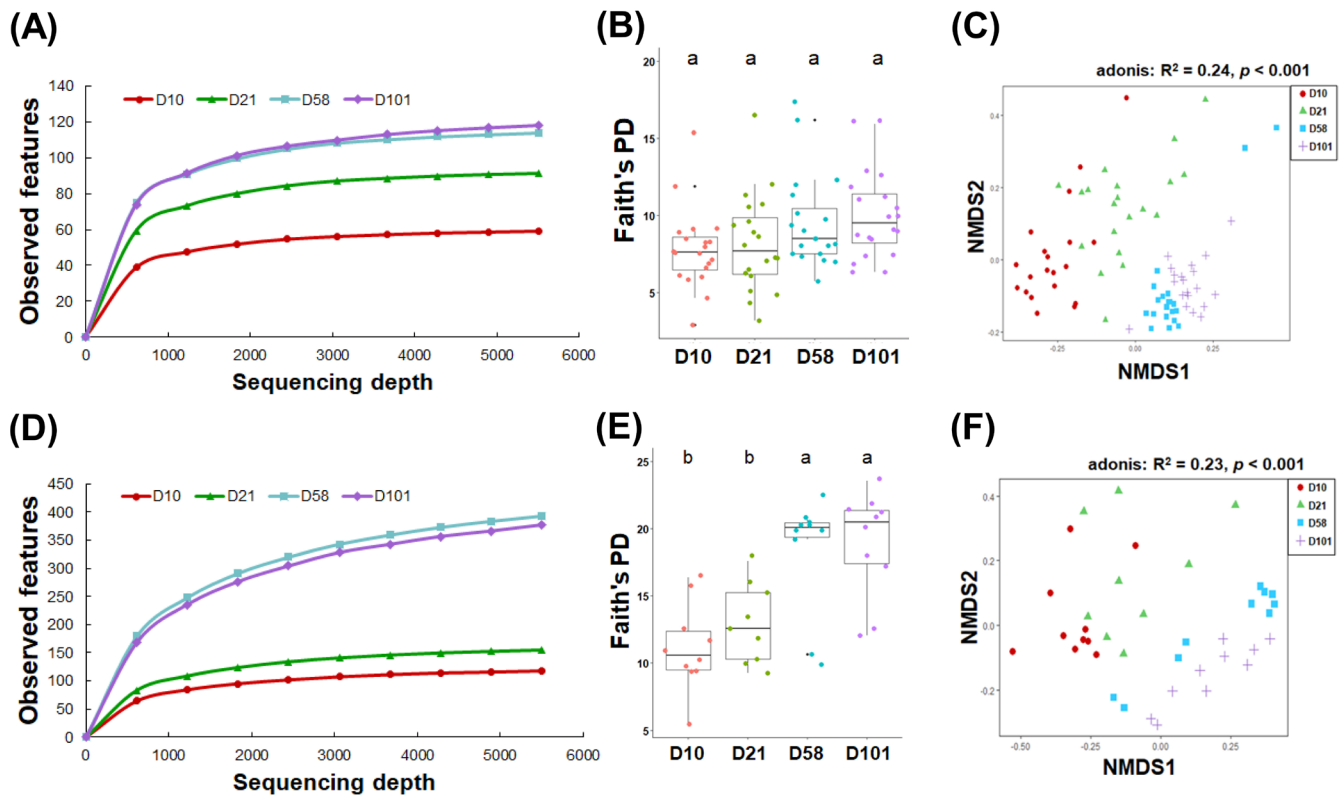 (A)
Observed features
140
120
100
80
60
40
20
0
D10 D21 D58 D101
0 1000 2000 3000 4000 5000 6000
Sequencing depth
(B)
Faith's PD
20
15
10
5
a a a a
D10 D21 D58 D101
(C)
adonis: R² = 0.24, p < 0.001
D10
D21
D58
D101
NMDS2
0.4
0.2
0.0
-0.2
-0.25 0.00 0.25
NMDS1
(D)
Observed features
450
400
350
300
250
200
150
100
50
0
D10 D21 D58 D101
0 1000 2000 3000 4000 5000 6000
Sequencing depth
(E)
Faith's PD
25
20
15
10
5
b b a a
D10 D21 D58 D101
(F)
adonis: R² = 0.23, p < 0.001
D10
D21
D58
D101
NMDS2
0.4
0.2
0.0
-0.2
-0.50 -0.25 0.00 0.25
NMDS1